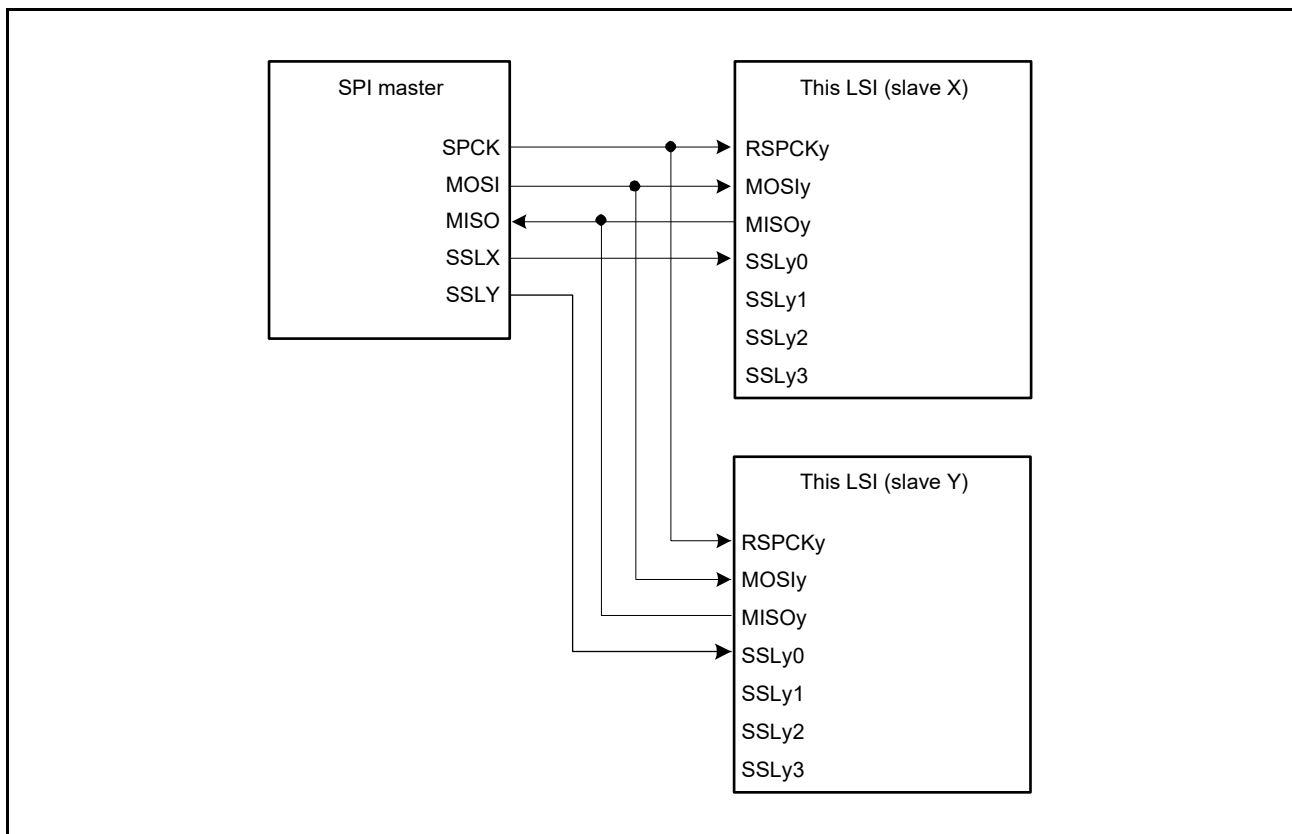 SPI master
SPCK
MOSI
MISO
SSLX
SSLY
This LSI (slave X)
RSPCKy
MOSIy
MISOy
SSLy0
SSLy1
SSLy2
SSLy3
This LSI (slave Y)
RSPCKy
MOSIy
MISOy
SSLy0
SSLy1
SSLy2
SSLy3